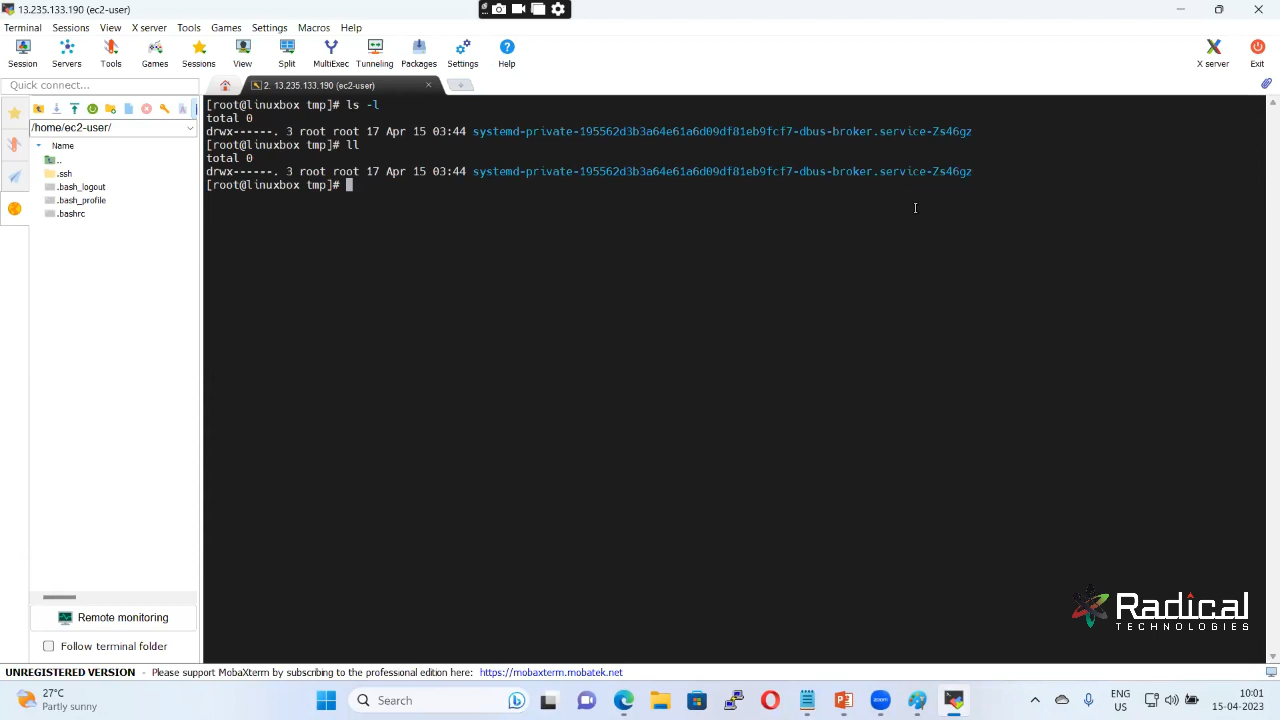 13.235.133.190 (ec2-user)
Terminal Sessions View X server Tools Games Settings Macros Help
Session Servers Tools Games Sessions View Split MultiExec Tunneling Packages Settings Help X server Exit
Quick connect...
2. 13.235.133.190 (ec2-user)
/home/ec2-user/
Name
..
.ssh
.bash_logout
.bash_profile
.bashrc
[root@linuxbox tmp]# ls -l
total 0
drwx------. 3 root root 17 Apr 15 03:44 systemd-private-195562d3b3a64e61a6d09df81eb9fcf7-dbus-broker.service-Zs46gz
[root@linuxbox tmp]# ll
total 0
drwx------. 3 root root 17 Apr 15 03:44 systemd-private-195562d3b3a64e61a6d09df81eb9fcf7-dbus-broker.service-Zs46gz
[root@linuxbox tmp]#
Remote monitoring
Follow terminal folder
Radical
TECHNOLOGIES
UNREGISTERED VERSION - Please support MobaXterm by subscribing to the professional edition here: https://mobaxterm.mobatek.net
27°C
Partly sunny
Search
zoom
ENG
US
10:01
15-04-2023